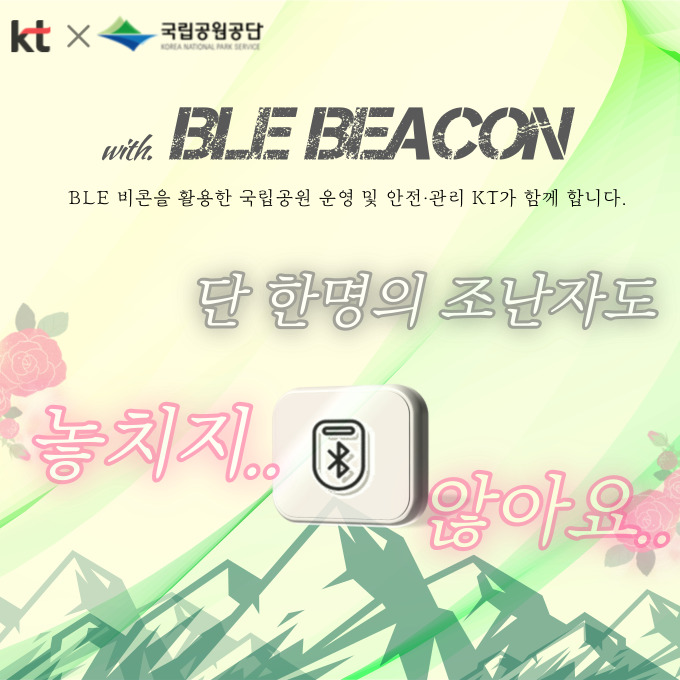 kt × 국립공원공단
KOREA NATIONAL PARK SERVICE
with. BLE BEACON
BLE 비콘을 활용한 국립공원 운영 및 안전·관리 KT가 함께 합니다.
단 한명의 조난자도
놓치지..
않아요..